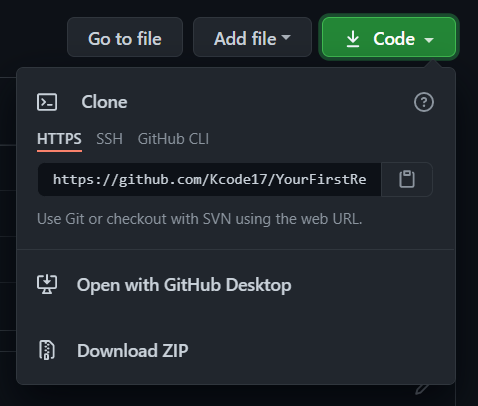 Go to file
Add file
Code
Clone
HTTPS SSH GitHub CLI
https://github.com/Kcode17/YourFirstRe
Use Git or checkout with SVN using the web URL.
Open with GitHub Desktop
Download ZIP